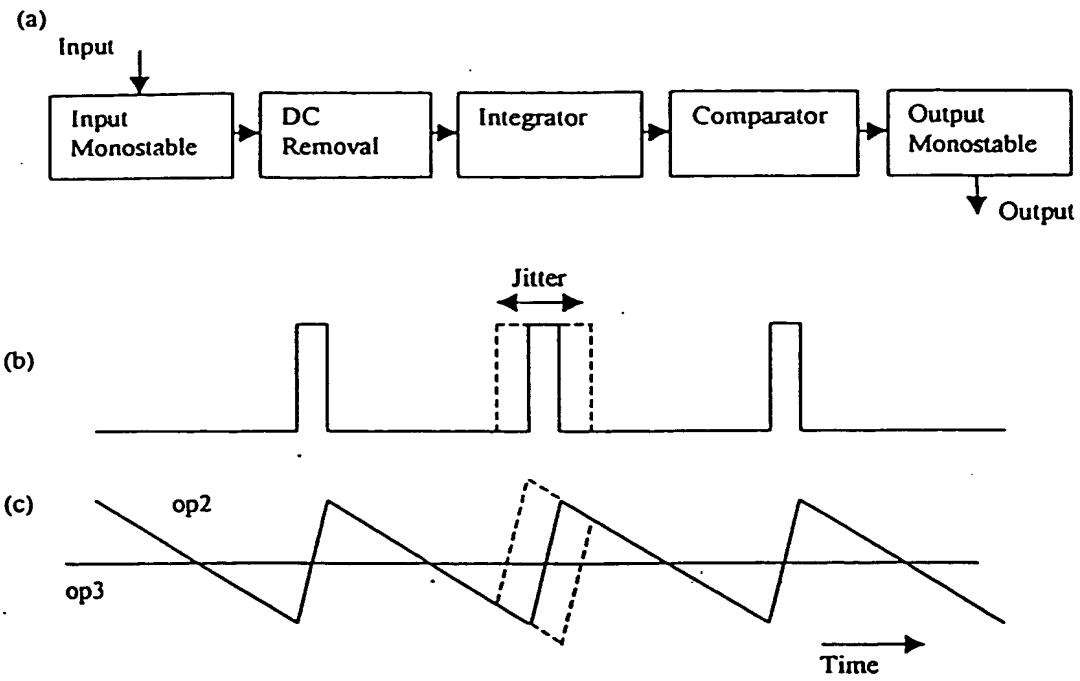 (a)
Input
Input
Monostable
DC
Removal
Integrator
Comparator
Output
Monostable
Output
Jitter
(b)
(c)
op2
op3
Time